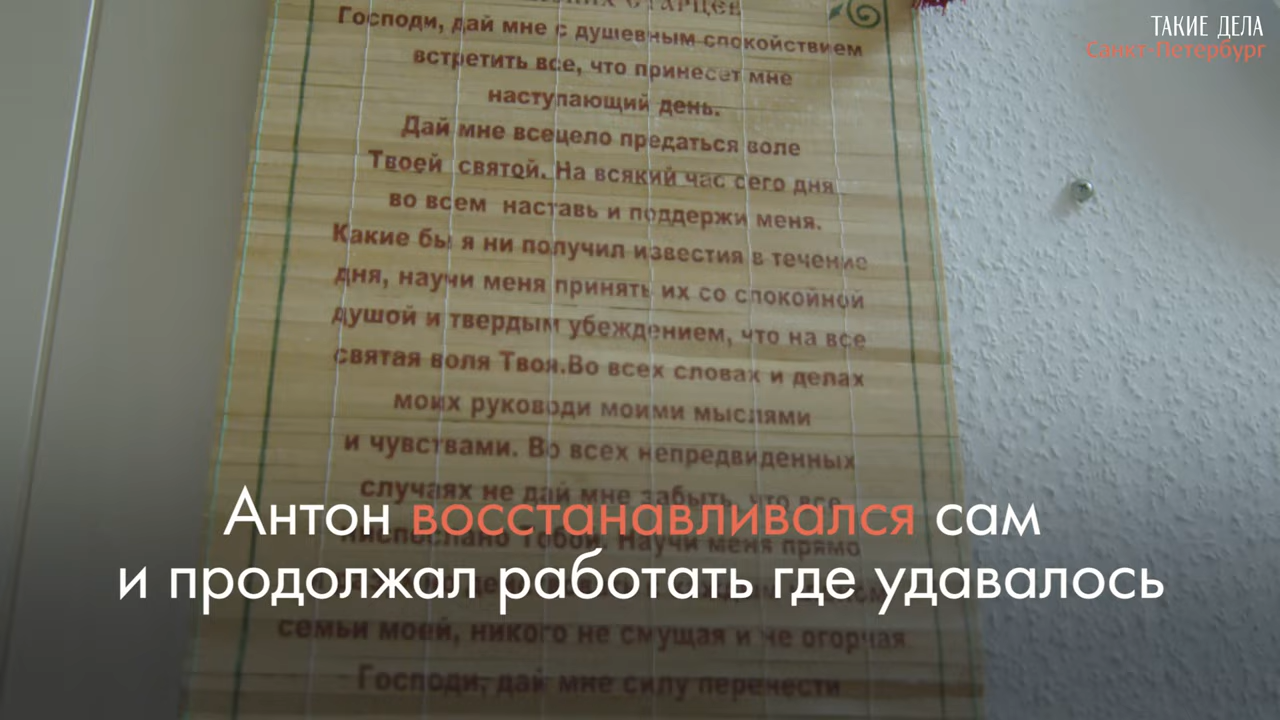 ТАКИЕ ДЕЛА
Санкт-Петербург
СТАРЦЕВ
Господи, дай мне с душевным спокойствием
встретить все, что принесет мне
наступающий день.
Дай мне всецело предаться воле
Твоей святой. На всякий час сего дня
во всем наставь и поддержи меня.
Какие бы я ни получил известия в течение
дня, научи меня принять их со спокойной
душой и твердым убеждением, что на все
святая воля Твоя.Во всех словах и делах
моих руководи моими мыслями
и чувствами. Во всех непредвиденных
случаях не дай мне забыть, что все
ниспослано Тобой. Научи меня прямо
Антон восстанавливался сам
и продолжал работать где удавалось
семьи моей, никого не смущая и не огорчая
Господи, дай мне силу перенести